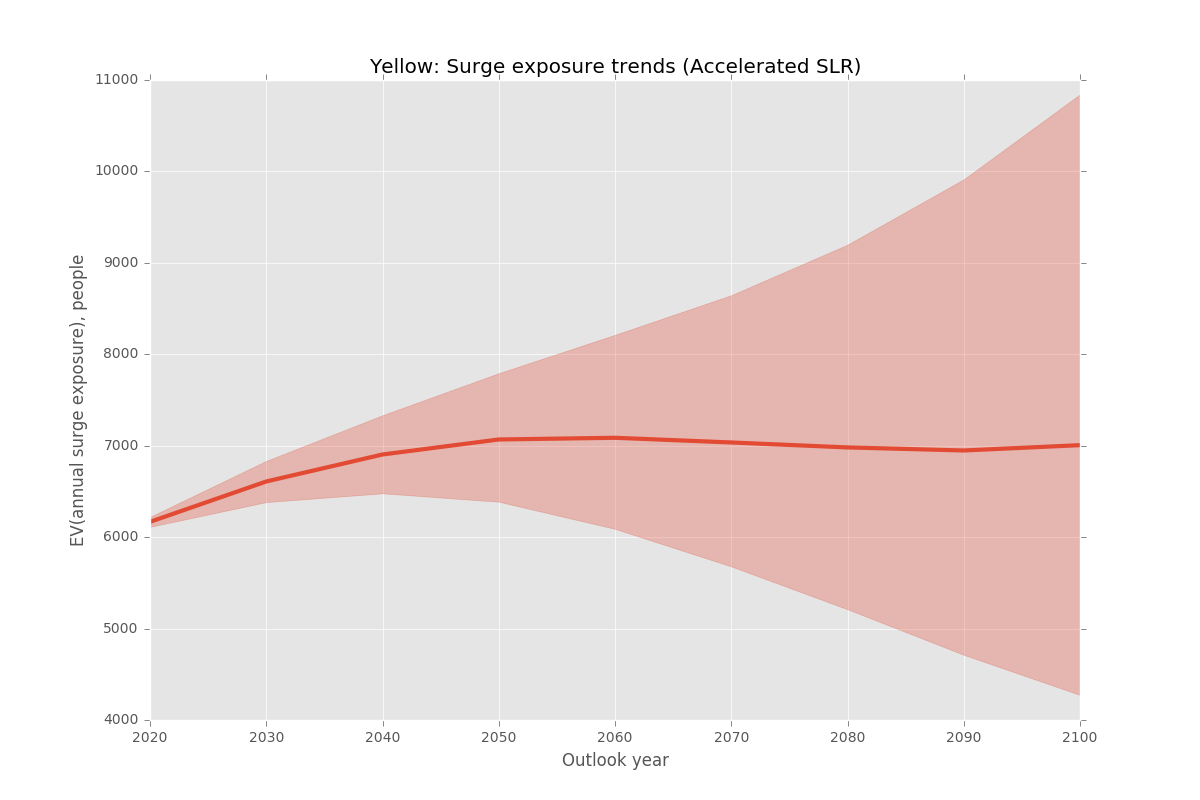 Yellow: Surge exposure trends (Accelerated SLR)
11000
10000
9000
8000
7000
6000
5000
4000
EV(annual surge exposure), people
2020 2030 2040 2050 2060 2070 2080 2090 2100
Outlook year